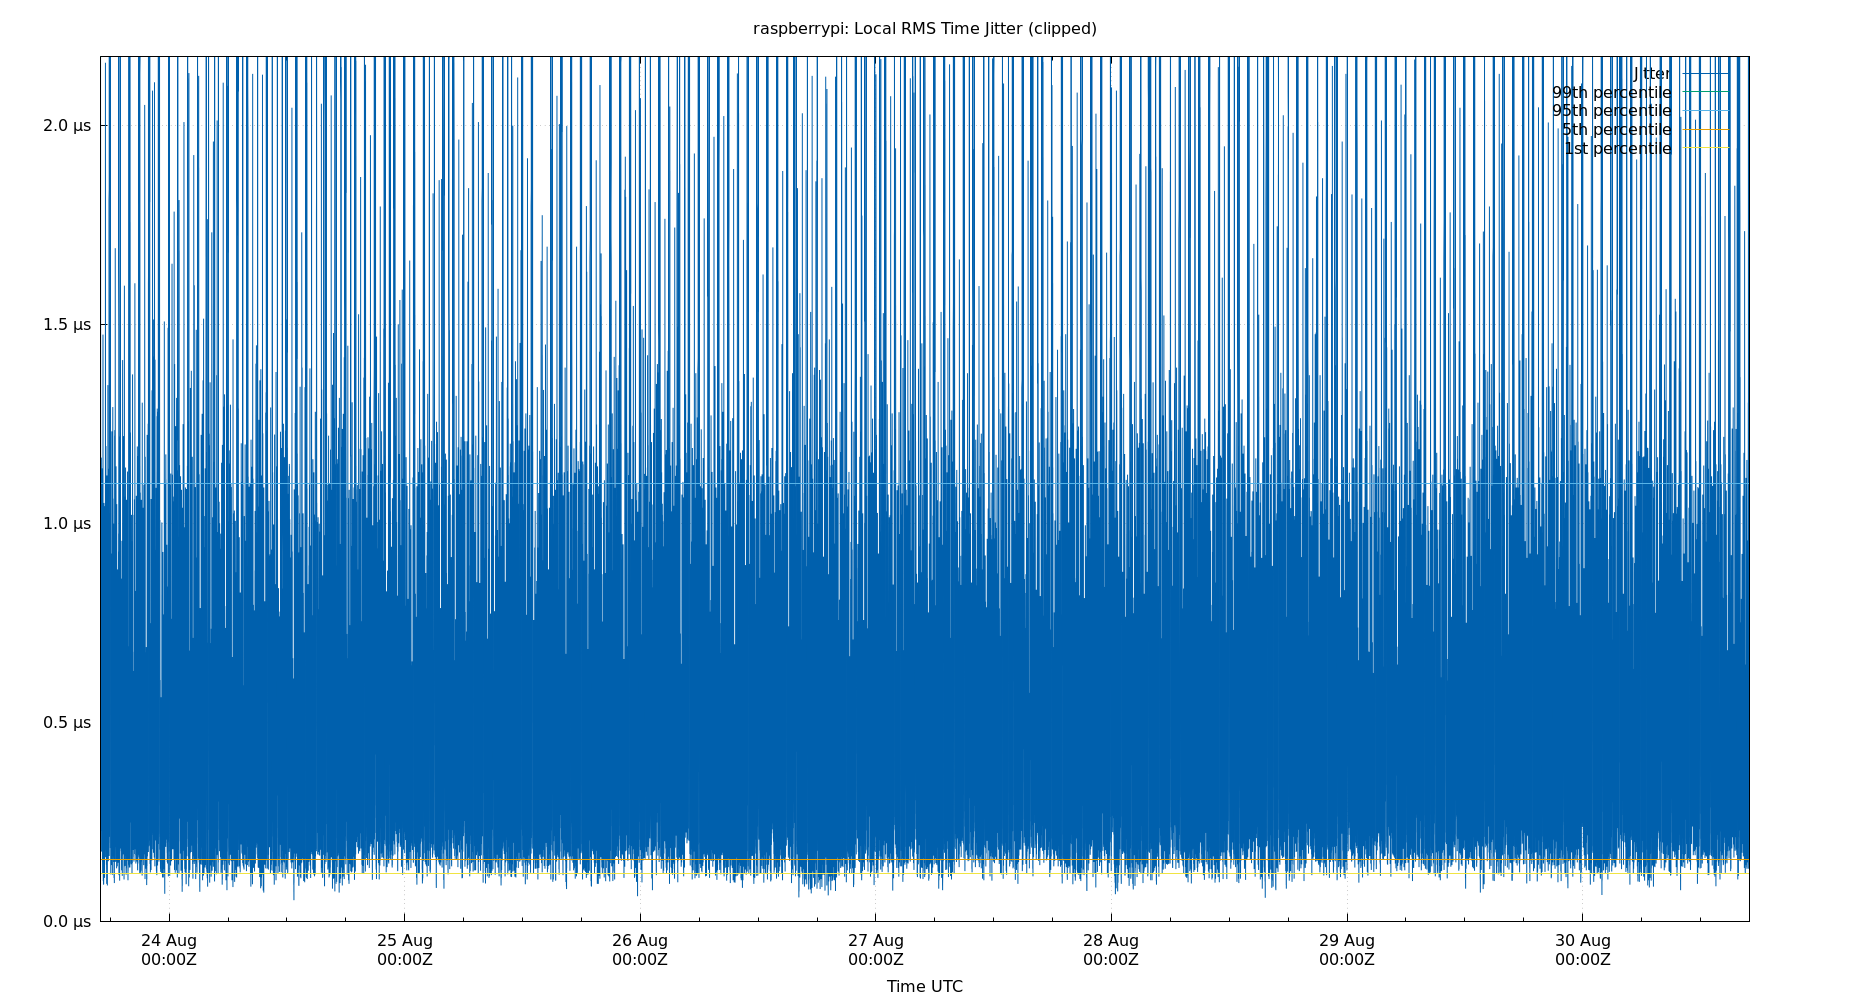 raspberrypi: Local RMS Time Jitter (clipped)
Jitter
99th percentile
95th percentile
5th percentile
1st percentile
2.0 µs
1.5 µs
1.0 µs
0.5 µs
0.0 µs
24 Aug 25 Aug 26 Aug 27 Aug 28 Aug 29 Aug 30 Aug
00:00Z 00:00Z 00:00Z 00:00Z 00:00Z 00:00Z 00:00Z
Time UTC